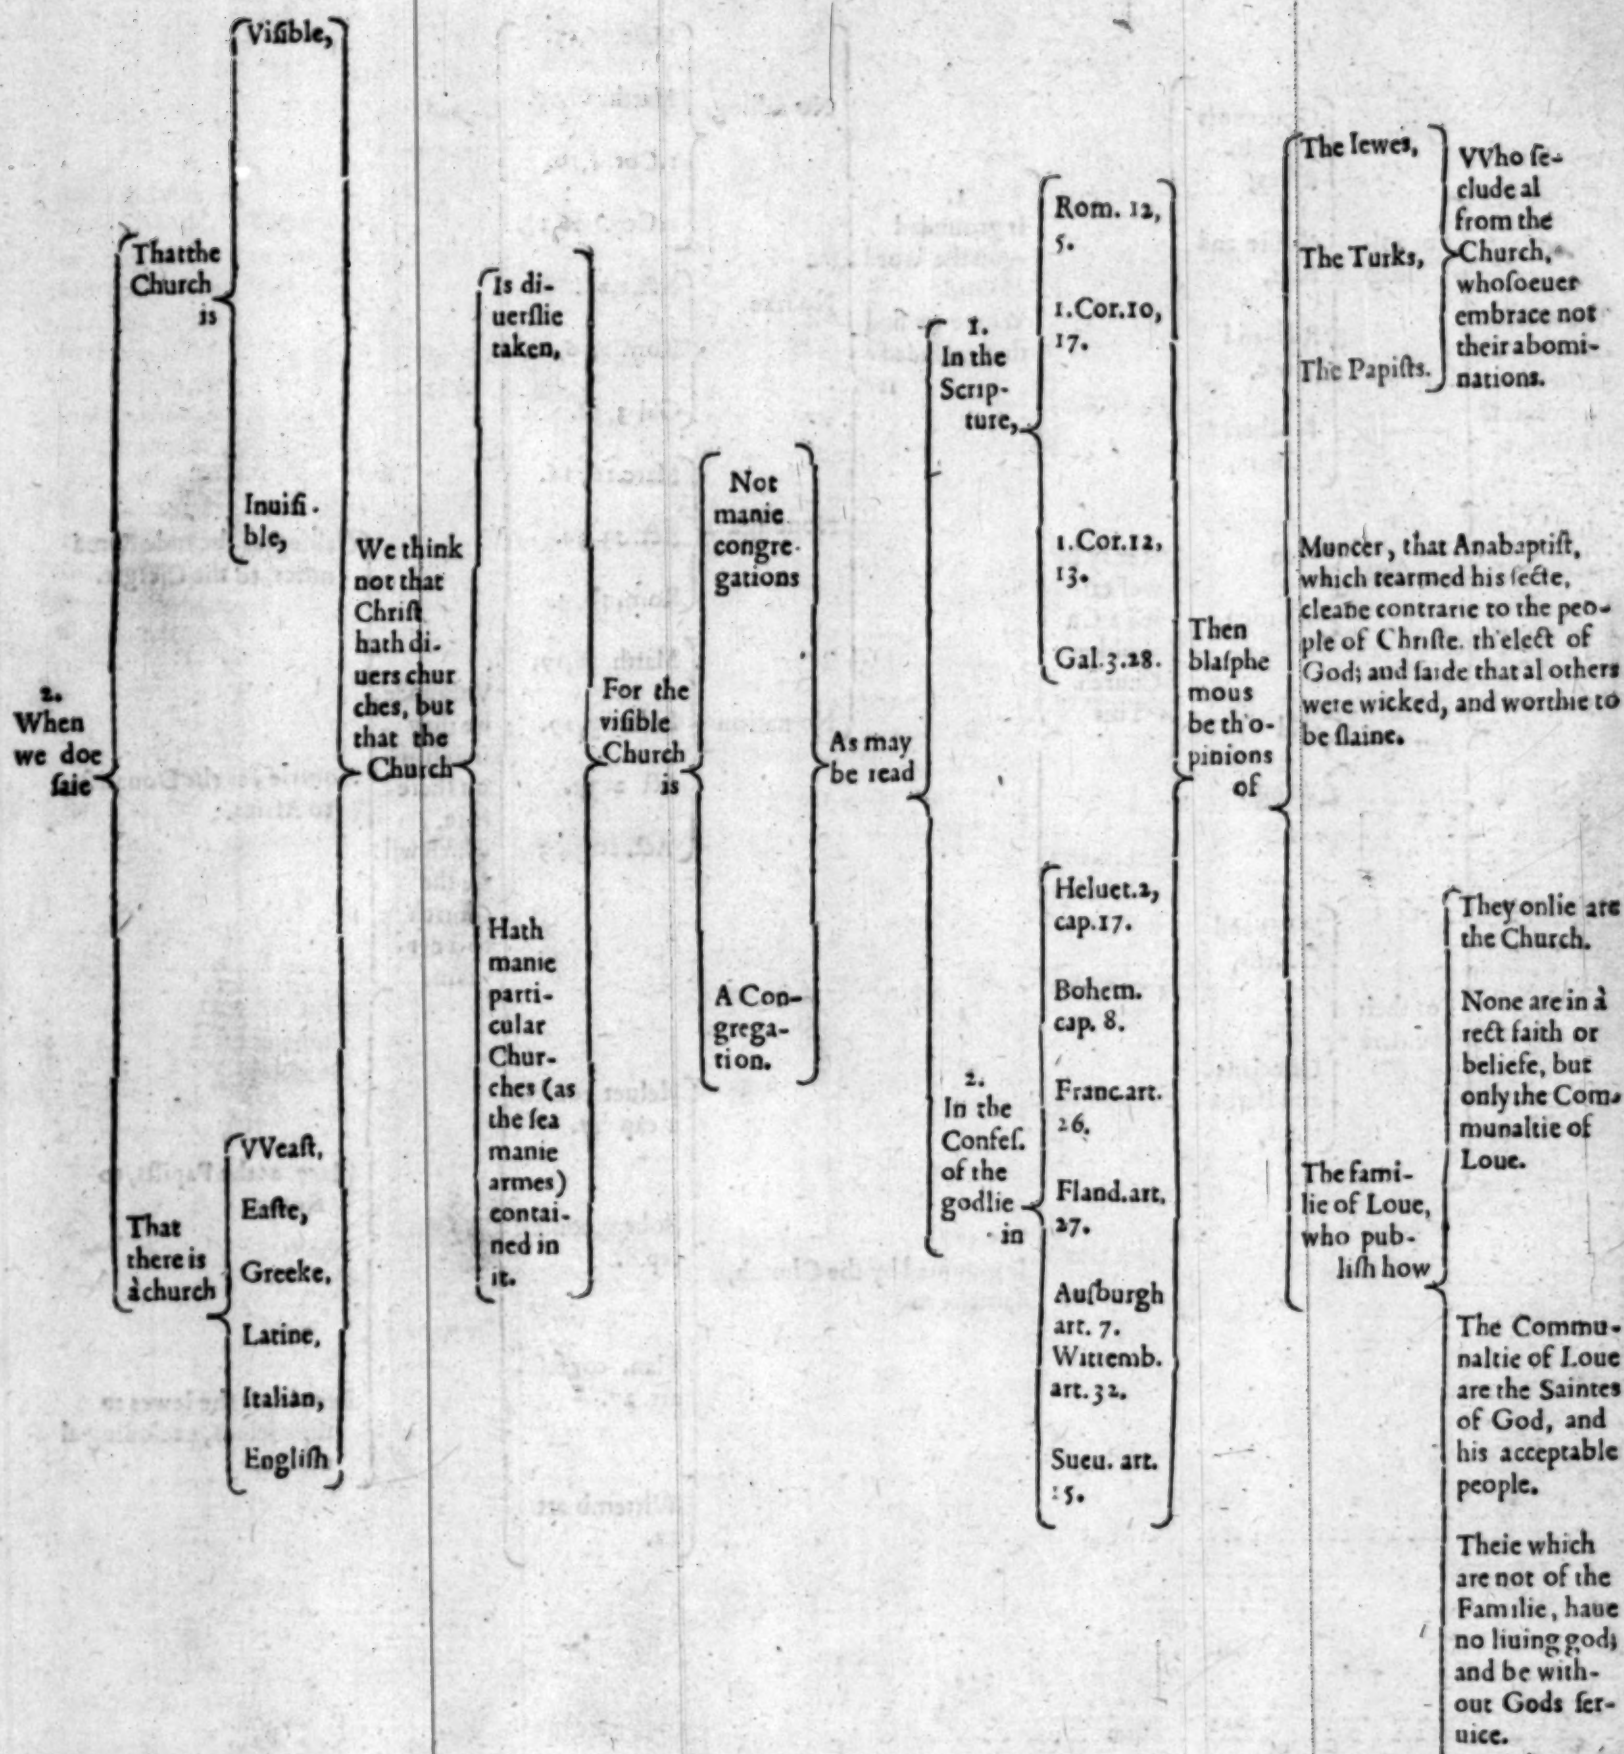 2.
When
we doe
ſaie
That the
Church
is
Viſible,
Inuiſi-
ble,
That
there is
à church
VVeaſt,
Eaſte,
Greeke,
Latine,
Italian,
Engliſh
We think
not that
Chriſt
hath di-
uers chur
ches, but
that the
Church
Is di-
uerſlie
taken,
Hath
manie
parti-
cular
Chur-
ches (as
the ſea
manie
armes)
contai-
ned in
it.
For the
viſible
Church
is
Not
manie
congre-
gations
A Con-
grega-
tion.
As may
be read
1.
In the
Scrip-
ture,
Rom. 12,
5.
1.Cor.10,
17.
1.Cor.12,
13.
Gal.3.28.
2.
In the
Confeſ.
of the
godlie
in
Heluet.2,
cap.17.
Bohem.
cap. 8.
Franc.art.
26.
Fland.art.
27.
Auſburgh
art. 7.
Wittemb.
art. 32.
Sueu. art.
15.
Then
blaſphe
mous
be th'o-
pinions
of
The Iewes,
The Turks,
The Papiſts.
VVho ſe-
clude al
from the
Church,
whoſoeuer
embrace not
their abomi-
nations.
Muncer, that Anabaptiſt,
which tearmed his ſecte,
cleane contrarie to the peo-
ple of Chriſte. th'elect of
God; and ſaide that al others
were wicked, and worthie to
be ſlaine.
The fami-
lie of Loue,
who pub-
liſh how
They onlie are
the Church.
None are in à
rect faith or
beliefe, but
only the Com-
munaltie of
Loue.
The Commu-
naltie of Loue
are the Saintes
of God, and
his acceptable
people.
Theie which
are not of the
Familie, haue
no liuing god;
and be with-
out Gods ſer-
uice.